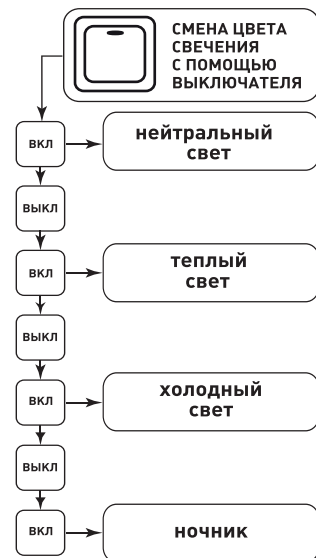 СМЕНА ЦВЕТА
СВЕЧЕНИЯ
С ПОМОЩЬЮ
ВЫКЛЮЧАТЕЛЯ
ВКЛ
нейтральный
свет
ВЫКЛ
ВКЛ
теплый
свет
ВЫКЛ
ВКЛ
холодный
свет
ВЫКЛ
ВКЛ
ночник